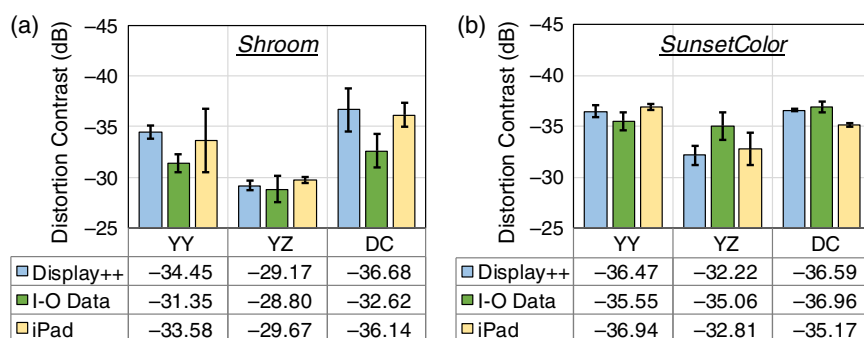 (a)
Shroom
Distortion Contrast (dB)
–45
–40
–35
–30
–25
YY YZ DC
Display++ –34.45 –29.17 –36.68
I-O Data –31.35 –28.80 –32.62
iPad –33.58 –29.67 –36.14
(b)
SunsetColor
Distortion Contrast (dB)
–45
–40
–35
–30
–25
YY YZ DC
Display++ –36.47 –32.22 –36.59
I-O Data –35.55 –35.06 –36.96
iPad –36.94 –32.81 –35.17